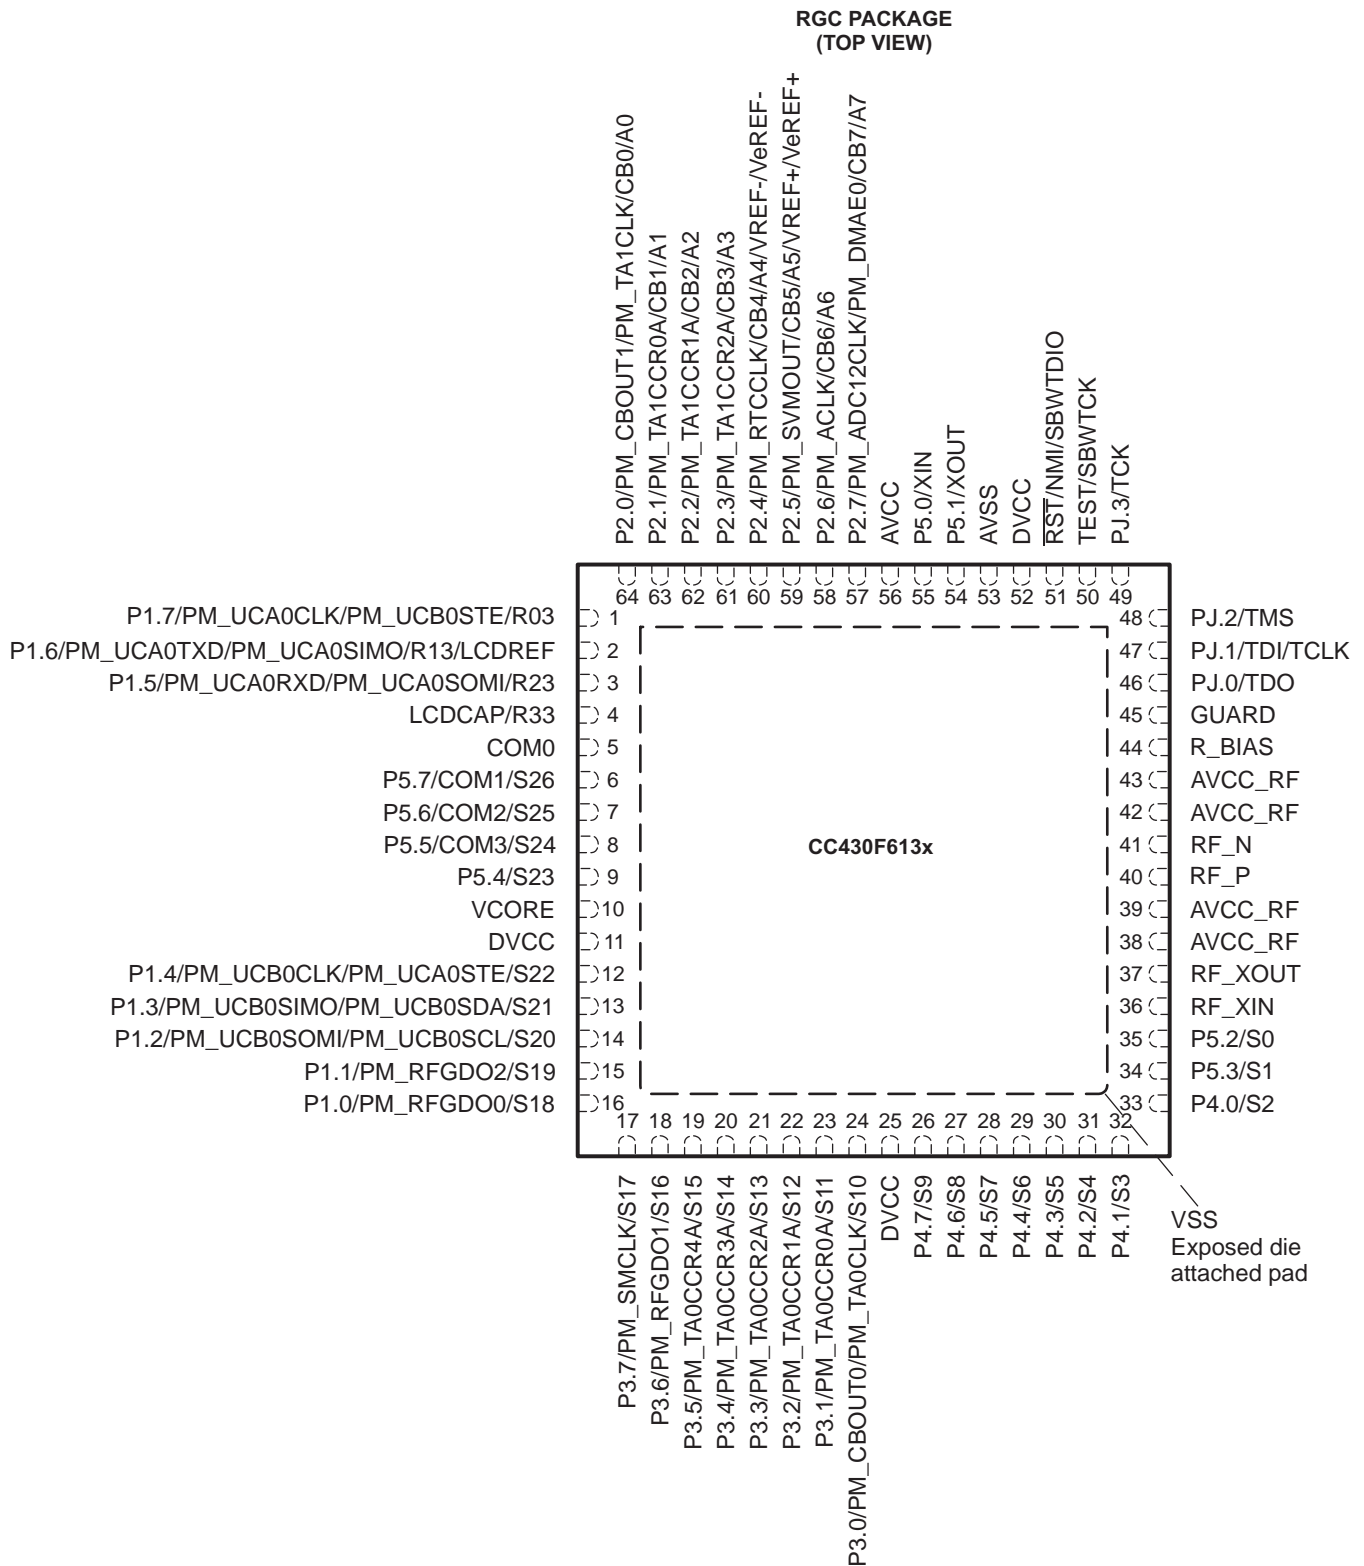 RGC PACKAGE
(TOP VIEW)
P2.0/PM_CBOUT1/PM_TA1CLK/CB0/A0
P2.1/PM_TA1CCR0A/CB1/A1
P2.2/PM_TA1CCR1A/CB2/A2
P2.3/PM_TA1CCR2A/CB3/A3
P2.4/PM_RTCCLK/CB4/A4/VREF-/VeREF-
P2.5/PM_SVMOUT/CB5/A5/VREF+/VeREF+
P2.6/PM_ACLK/CB6/A6
P2.7/PM_ADC12CLK/PM_DMAE0/CB7/A7
AVCC
P5.0/XIN
P5.1/XOUT
AVSS
DVCC
RST/NMI/SBWTDIO
TEST/SBWTCK
PJ.3/TCK
64 63 62 61 60 59 58 57 56 55 54 53 52 51 50 49
P1.7/PM_UCA0CLK/PM_UCB0STE/R03 1
P1.6/PM_UCA0TXD/PM_UCA0SIMO/R13/LCDREF 2
P1.5/PM_UCA0RXD/PM_UCA0SOMI/R23 3
LCDCAP/R33 4
COM0 5
P5.7/COM1/S26 6
P5.6/COM2/S25 7
P5.5/COM3/S24 8
P5.4/S23 9
VCORE 10
DVCC 11
P1.4/PM_UCB0CLK/PM_UCA0STE/S22 12
P1.3/PM_UCB0SIMO/PM_UCB0SDA/S21 13
P1.2/PM_UCB0SOMI/PM_UCB0SCL/S20 14
P1.1/PM_RFGDO2/S19 15
P1.0/PM_RFGDO0/S18 16
CC430F613x
48 PJ.2/TMS
47 PJ.1/TDI/TCLK
46 PJ.0/TDO
45 GUARD
44 R_BIAS
43 AVCC_RF
42 AVCC_RF
41 RF_N
40 RF_P
39 AVCC_RF
38 AVCC_RF
37 RF_XOUT
36 RF_XIN
35 P5.2/S0
34 P5.3/S1
33 P4.0/S2
17 18 19 20 21 22 23 24 25 26 27 28 29 30 31 32
P3.7/PM_SMCLK/S17
P3.6/PM_RFGDO1/S16
P3.5/PM_TA0CCR4A/S15
P3.4/PM_TA0CCR3A/S14
P3.3/PM_TA0CCR2A/S13
P3.2/PM_TA0CCR1A/S12
P3.1/PM_TA0CCR0A/S11
P3.0/PM_CBOUT0/PM_TA0CLK/S10
DVCC
P4.7/S9
P4.6/S8
P4.5/S7
P4.4/S6
P4.3/S5
P4.2/S4
P4.1/S3
VSS
Exposed die
attached pad